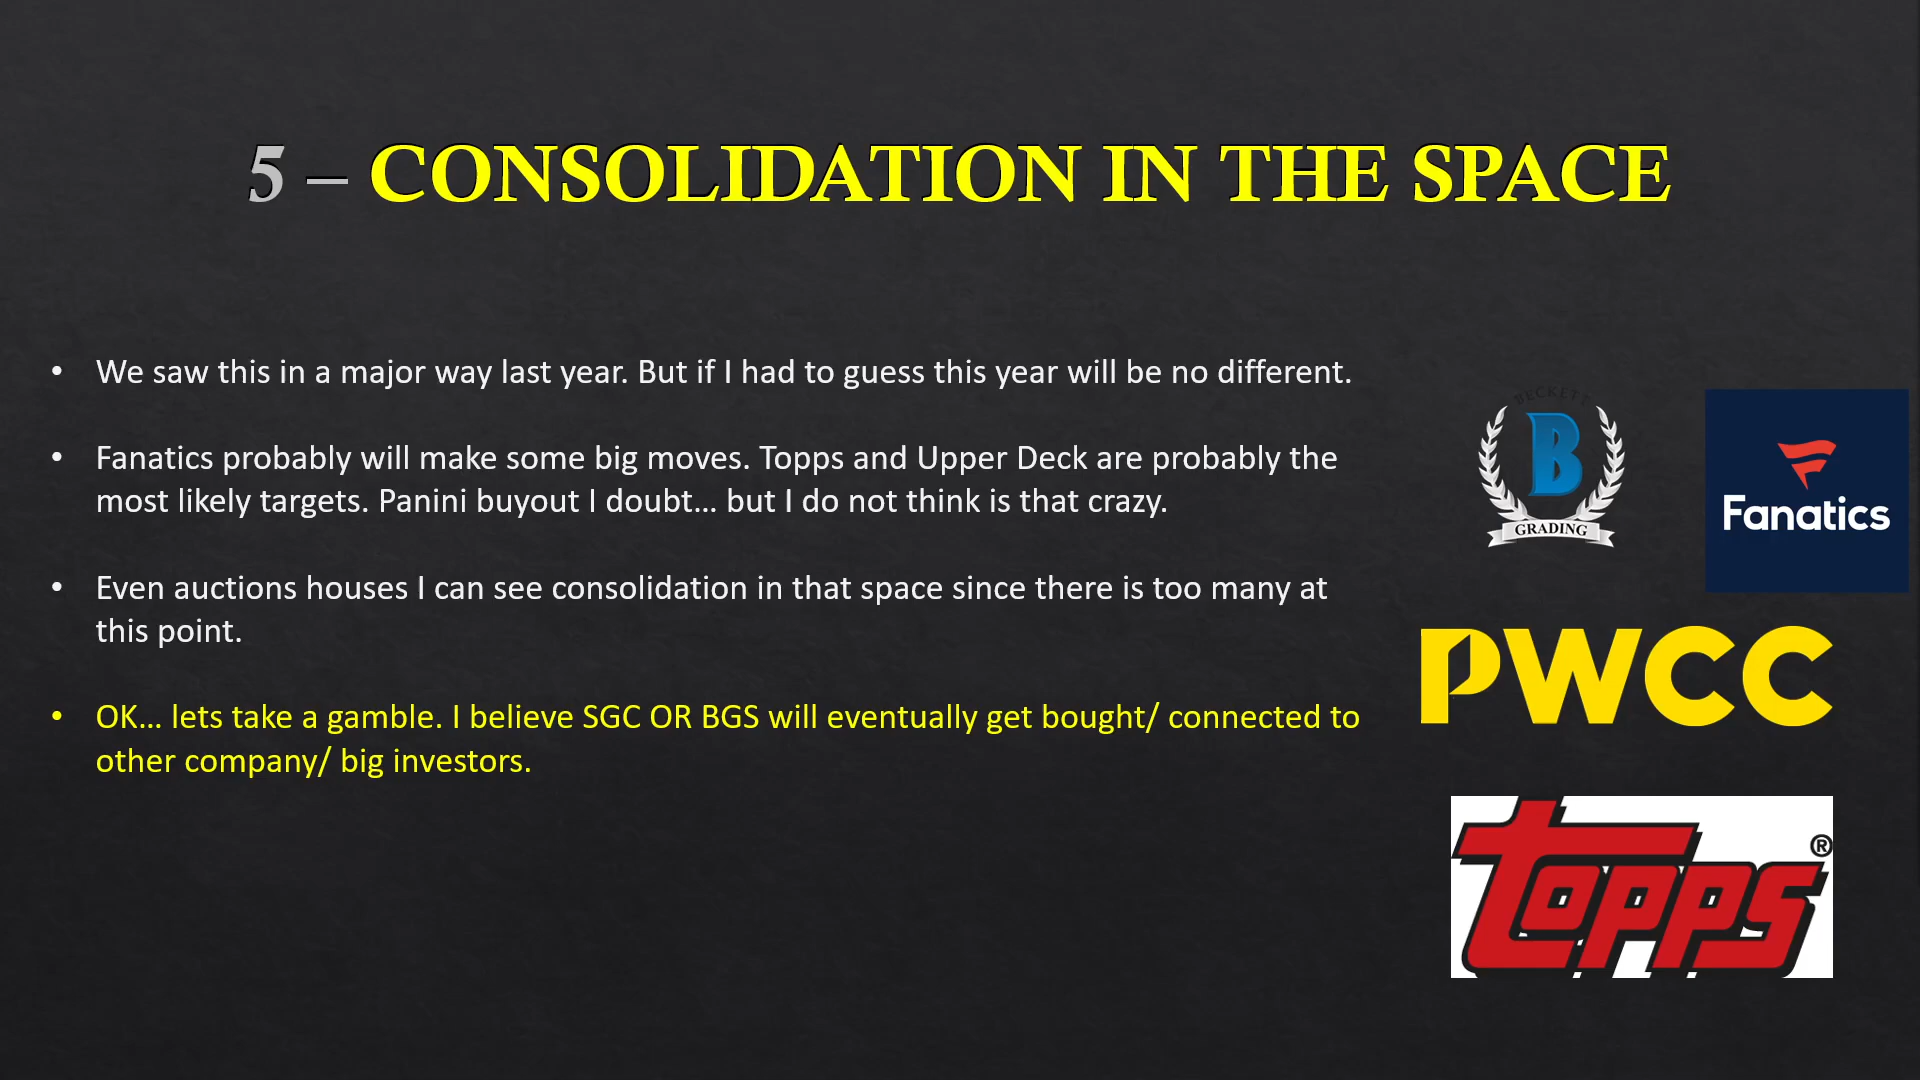 5 – CONSOLIDATION IN THE SPACE
• We saw this in a major way last year. But if I had to guess this year will be no different.
• Fanatics probably will make some big moves. Topps and Upper Deck are probably the
most likely targets. Panini buyout I doubt... but I do not think is that crazy.
• Even auctions houses I can see consolidation in that space since there is too many at
this point.
• OK... lets take a gamble. I believe SGC OR BGS will eventually get bought/ connected to
other company/ big investors.
BECKETT
B
GRADING
Fanatics
PWCC
topps®